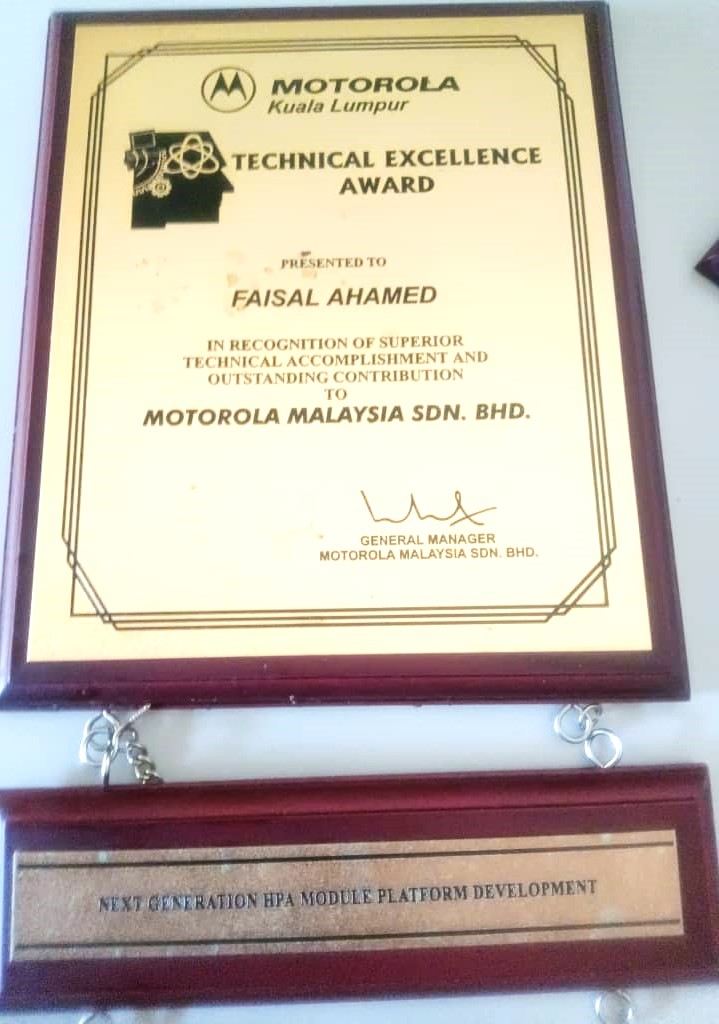 MOTOROLA
Kuala Lumpur
TECHNICAL EXCELLENCE
AWARD
PRESENTED TO
FAISAL AHAMED
IN RECOGNITION OF SUPERIOR
TECHNICAL ACCOMPLISHMENT AND
OUTSTANDING CONTRIBUTION
TO
MOTOROLA MALAYSIA SDN. BHD.
GENERAL MANAGER
MOTOROLA MALAYSIA SDN. BHD.
NEXT GENERATION HPA MODULE PLATFORM DEVELOPMENT